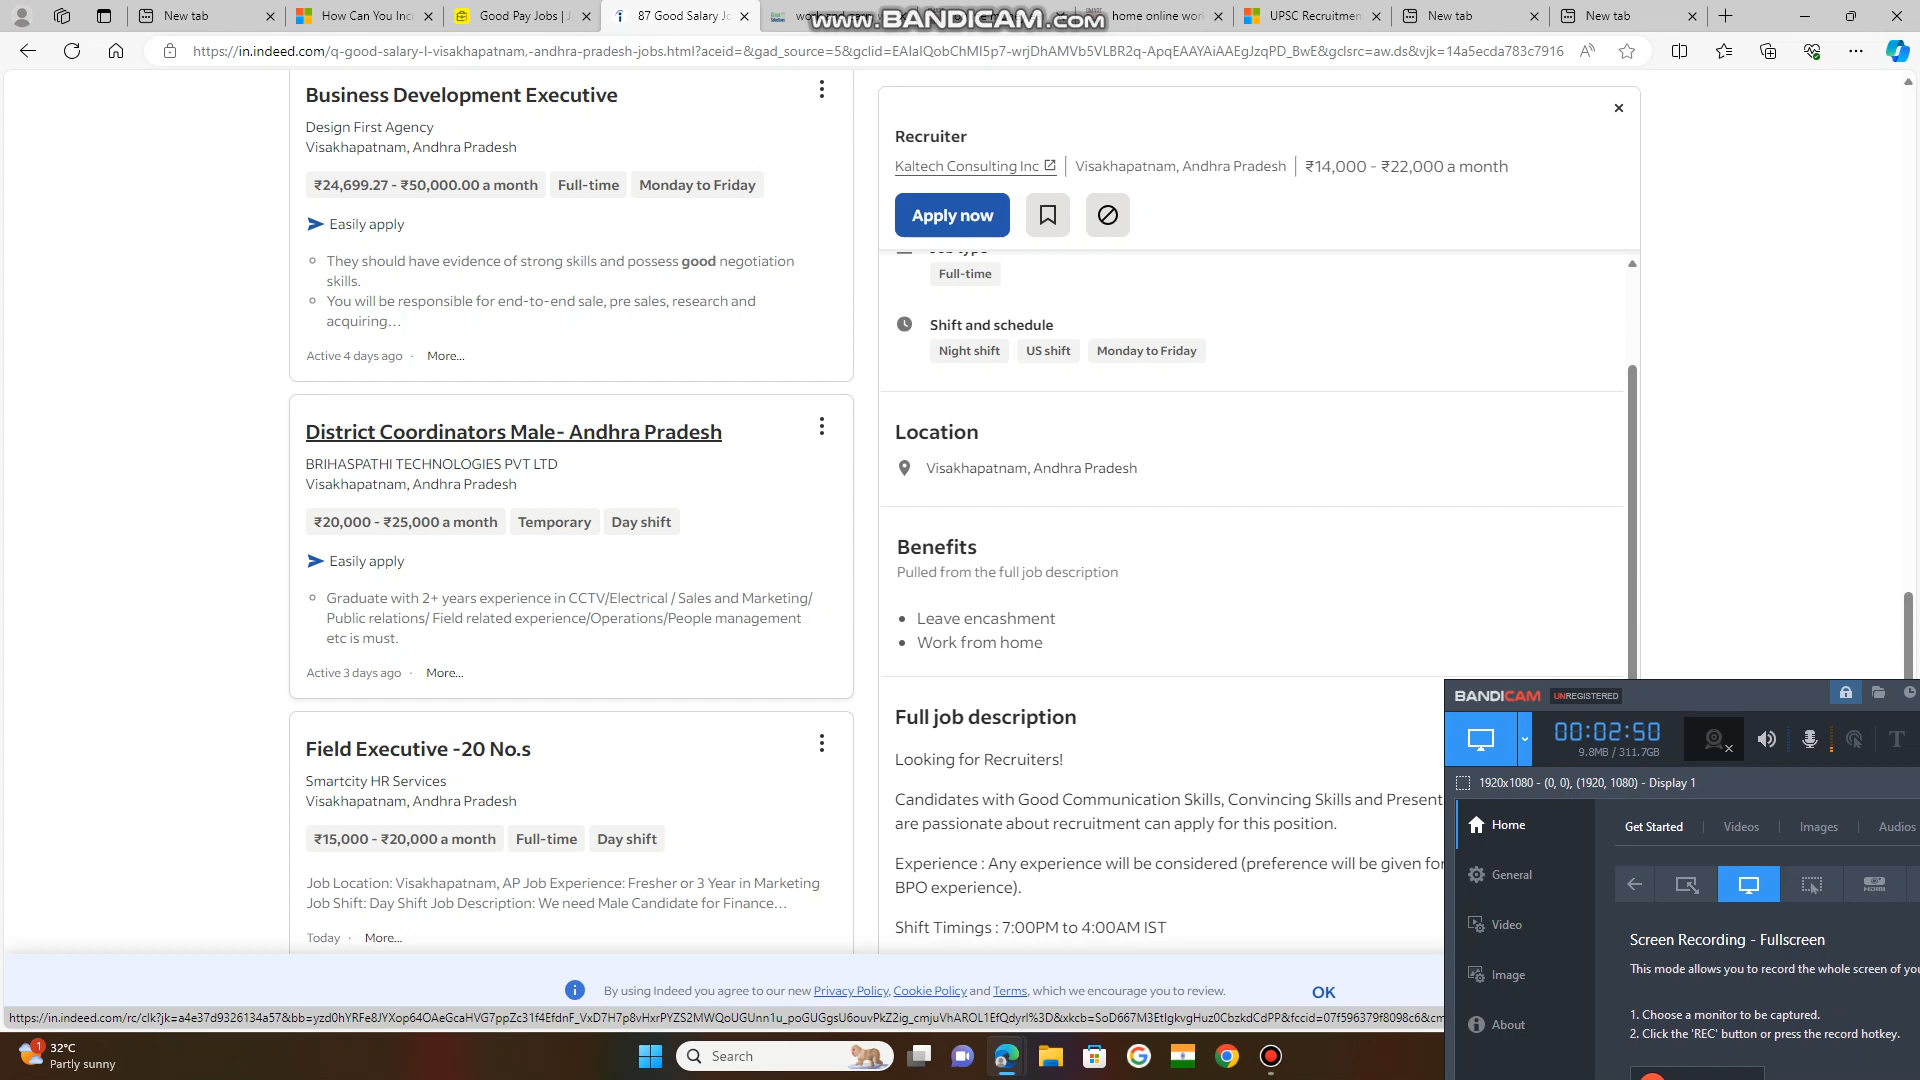 New tab
How Can You Inc
Good Pay Jobs | J
87 Good Salary Jo
home online wor
UPSC Recruitmen
New tab
New tab
www.BANDICAM.com
https://in.indeed.com/q-good-salary-l-visakhapatnam,-andhra-pradesh-jobs.html?aceid=&gad_source=5&gclid=EAIaIQobChMI5p7-wrjDhAMVb5VLBR2q-ApqEAAYAiAAEgJzqPD_BwE&gclsrc=aw.ds&vjk=14a5ecda783c7916
Business Development Executive
Design First Agency
Visakhapatnam, Andhra Pradesh
₹24,699.27 - ₹50,000.00 a month
Full-time
Monday to Friday
Easily apply
They should have evidence of strong skills and possess good negotiation
skills.
You will be responsible for end-to-end sale, pre sales, research and
acquiring…
Active 4 days ago · More...
District Coordinators Male- Andhra Pradesh
BRIHASPATHI TECHNOLOGIES PVT LTD
Visakhapatnam, Andhra Pradesh
₹20,000 - ₹25,000 a month
Temporary
Day shift
Easily apply
Graduate with 2+ years experience in CCTV/Electrical / Sales and Marketing/
Public relations/ Field related experience/Operations/People management
etc is must.
Active 3 days ago · More...
Field Executive -20 No.s
Smartcity HR Services
Visakhapatnam, Andhra Pradesh
₹15,000 - ₹20,000 a month
Full-time
Day shift
Job Location: Visakhapatnam, AP Job Experience: Fresher or 3 Year in Marketing
Job Shift: Day Shift Job Description: We need Male Candidate for Finance…
Today · More...
Recruiter
Kaltech Consulting Inc
Visakhapatnam, Andhra Pradesh
₹14,000 - ₹22,000 a month
Apply now
Job type
Full-time
Shift and schedule
Night shift
US shift
Monday to Friday
Location
Visakhapatnam, Andhra Pradesh
Benefits
Pulled from the full job description
Leave encashment
Work from home
Full job description
Looking for Recruiters!
Candidates with Good Communication Skills, Convincing Skills and Present
are passionate about recruitment can apply for this position.
Experience : Any experience will be considered (preference will be given for
BPO experience).
Shift Timings : 7:00PM to 4:00AM IST
By using Indeed you agree to our new Privacy Policy, Cookie Policy and Terms, which we encourage you to review.
OK
BANDICAM UNREGISTERED
00:02:50
9.8MB / 311.7GB
1920x1080 - (0, 0), (1920, 1080) - Display 1
Home
General
Video
Image
About
Get Started
Videos
Images
Audios
HDMI
Screen Recording - Fullscreen
This mode allows you to record the whole screen of you
1. Choose a monitor to be captured.
2. Click the 'REC' button or press the record hotkey.
1
32°C
Partly sunny
Search